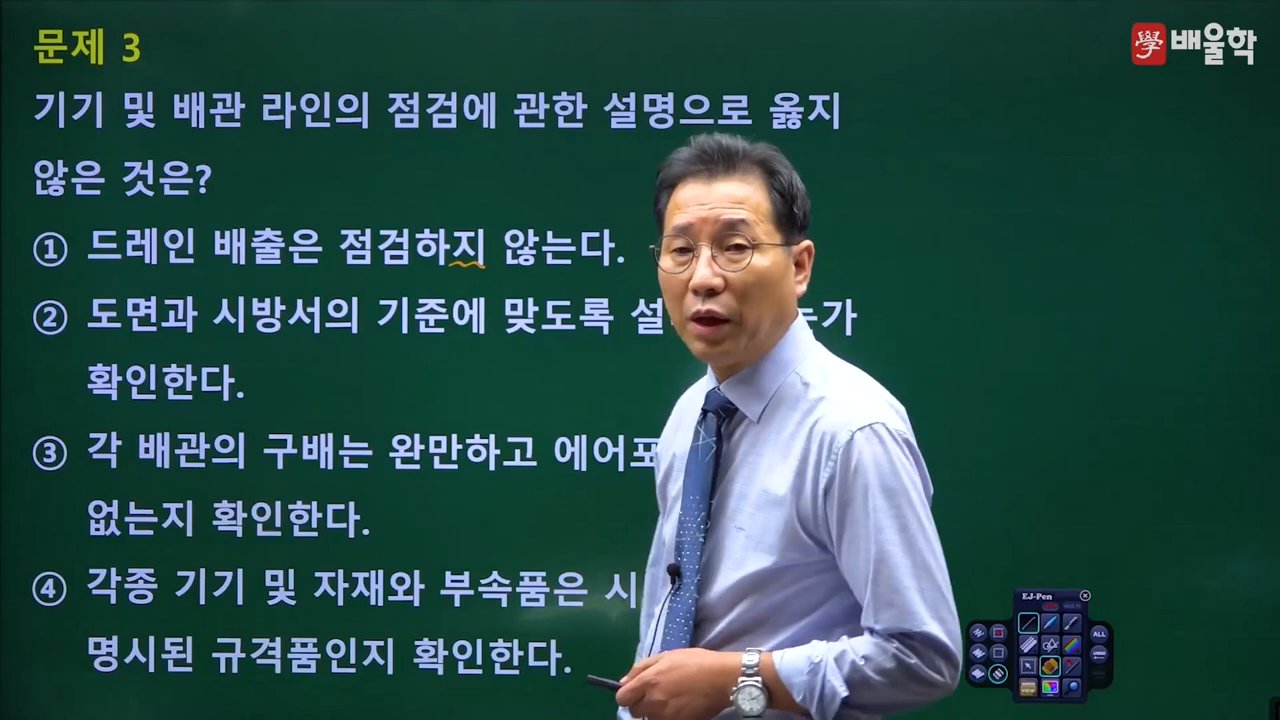 문제 3
學 배울학
기기 및 배관 라인의 점검에 관한 설명으로 옳지
않은 것은?
① 드레인 배출은 점검하지 않는다.
② 도면과 시방서의 기준에 맞도록 설 는가
확인한다.
③ 각 배관의 구배는 완만하고 에어포
없는지 확인한다.
④ 각종 기기 및 자재와 부속품은 시
명시된 규격품인지 확인한다.
EJ-Pen
ALL
UNDO
VIEW